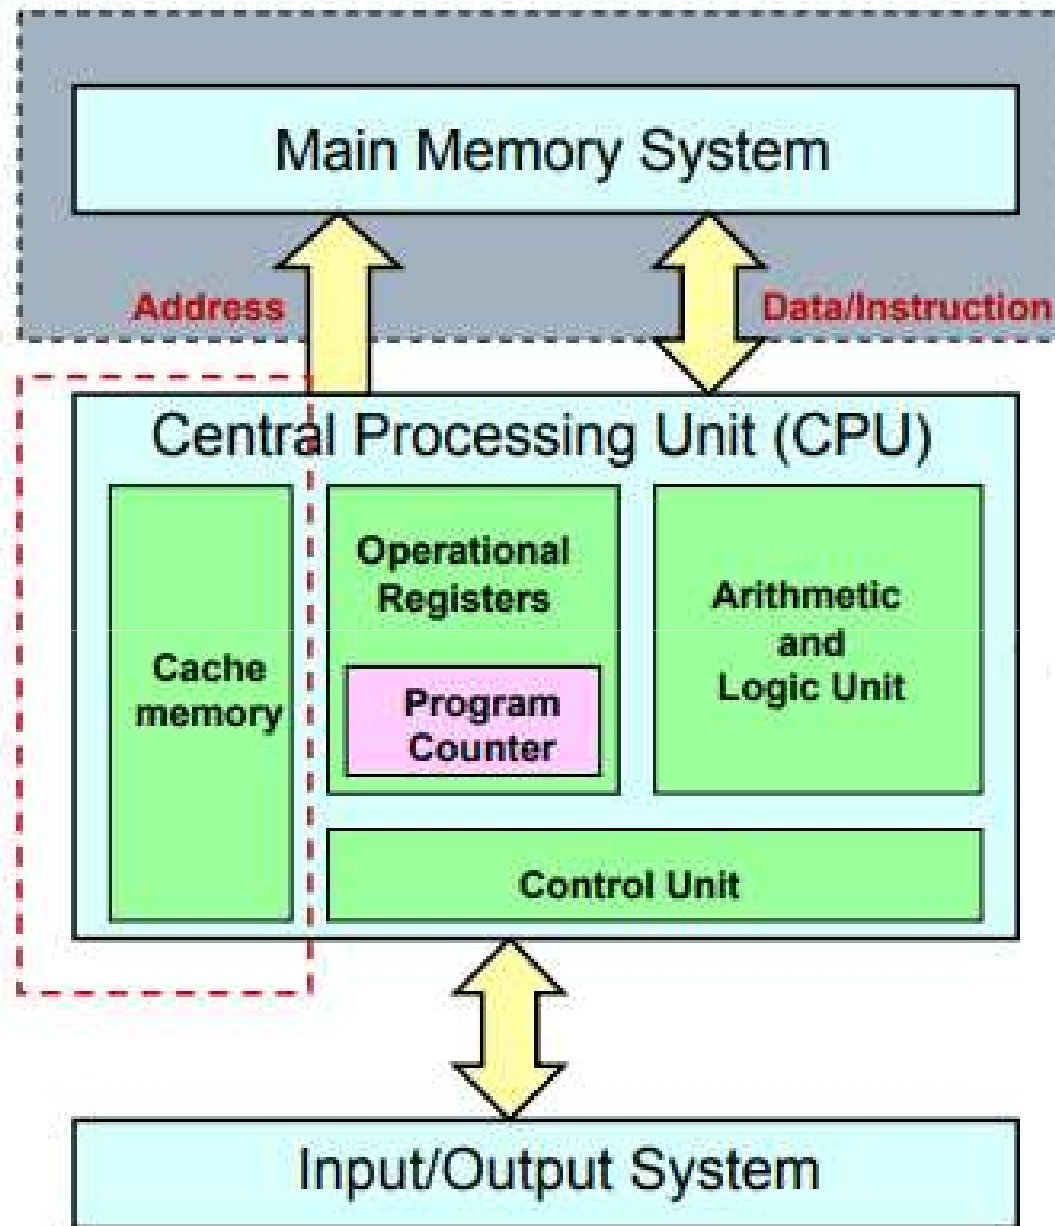 Main Memory System
Address
Data/Instruction
Central Processing Unit (CPU)
Cache
memory
Operational
Registers
Program
Counter
Arithmetic
and
Logic Unit
Control Unit
Input/Output System